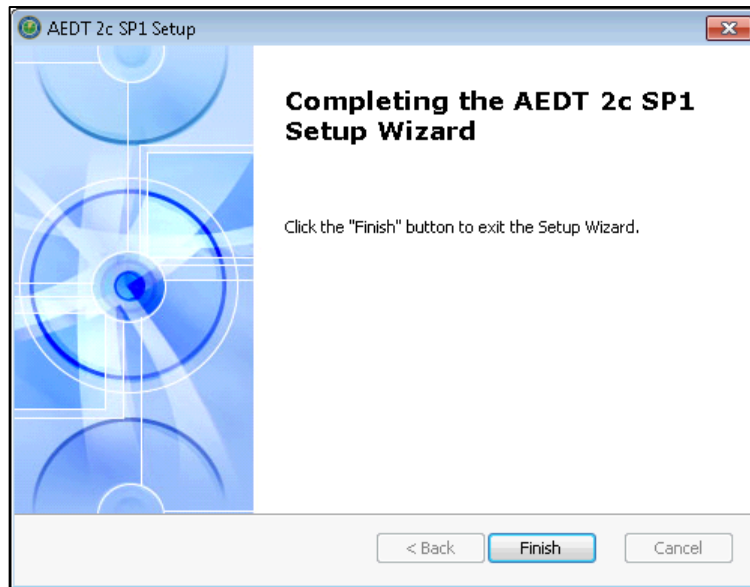 AEDT 2c SP1 Setup
Completing the AEDT 2c SP1
Setup Wizard
Click the "Finish" button to exit the Setup Wizard.
< Back Finish Cancel